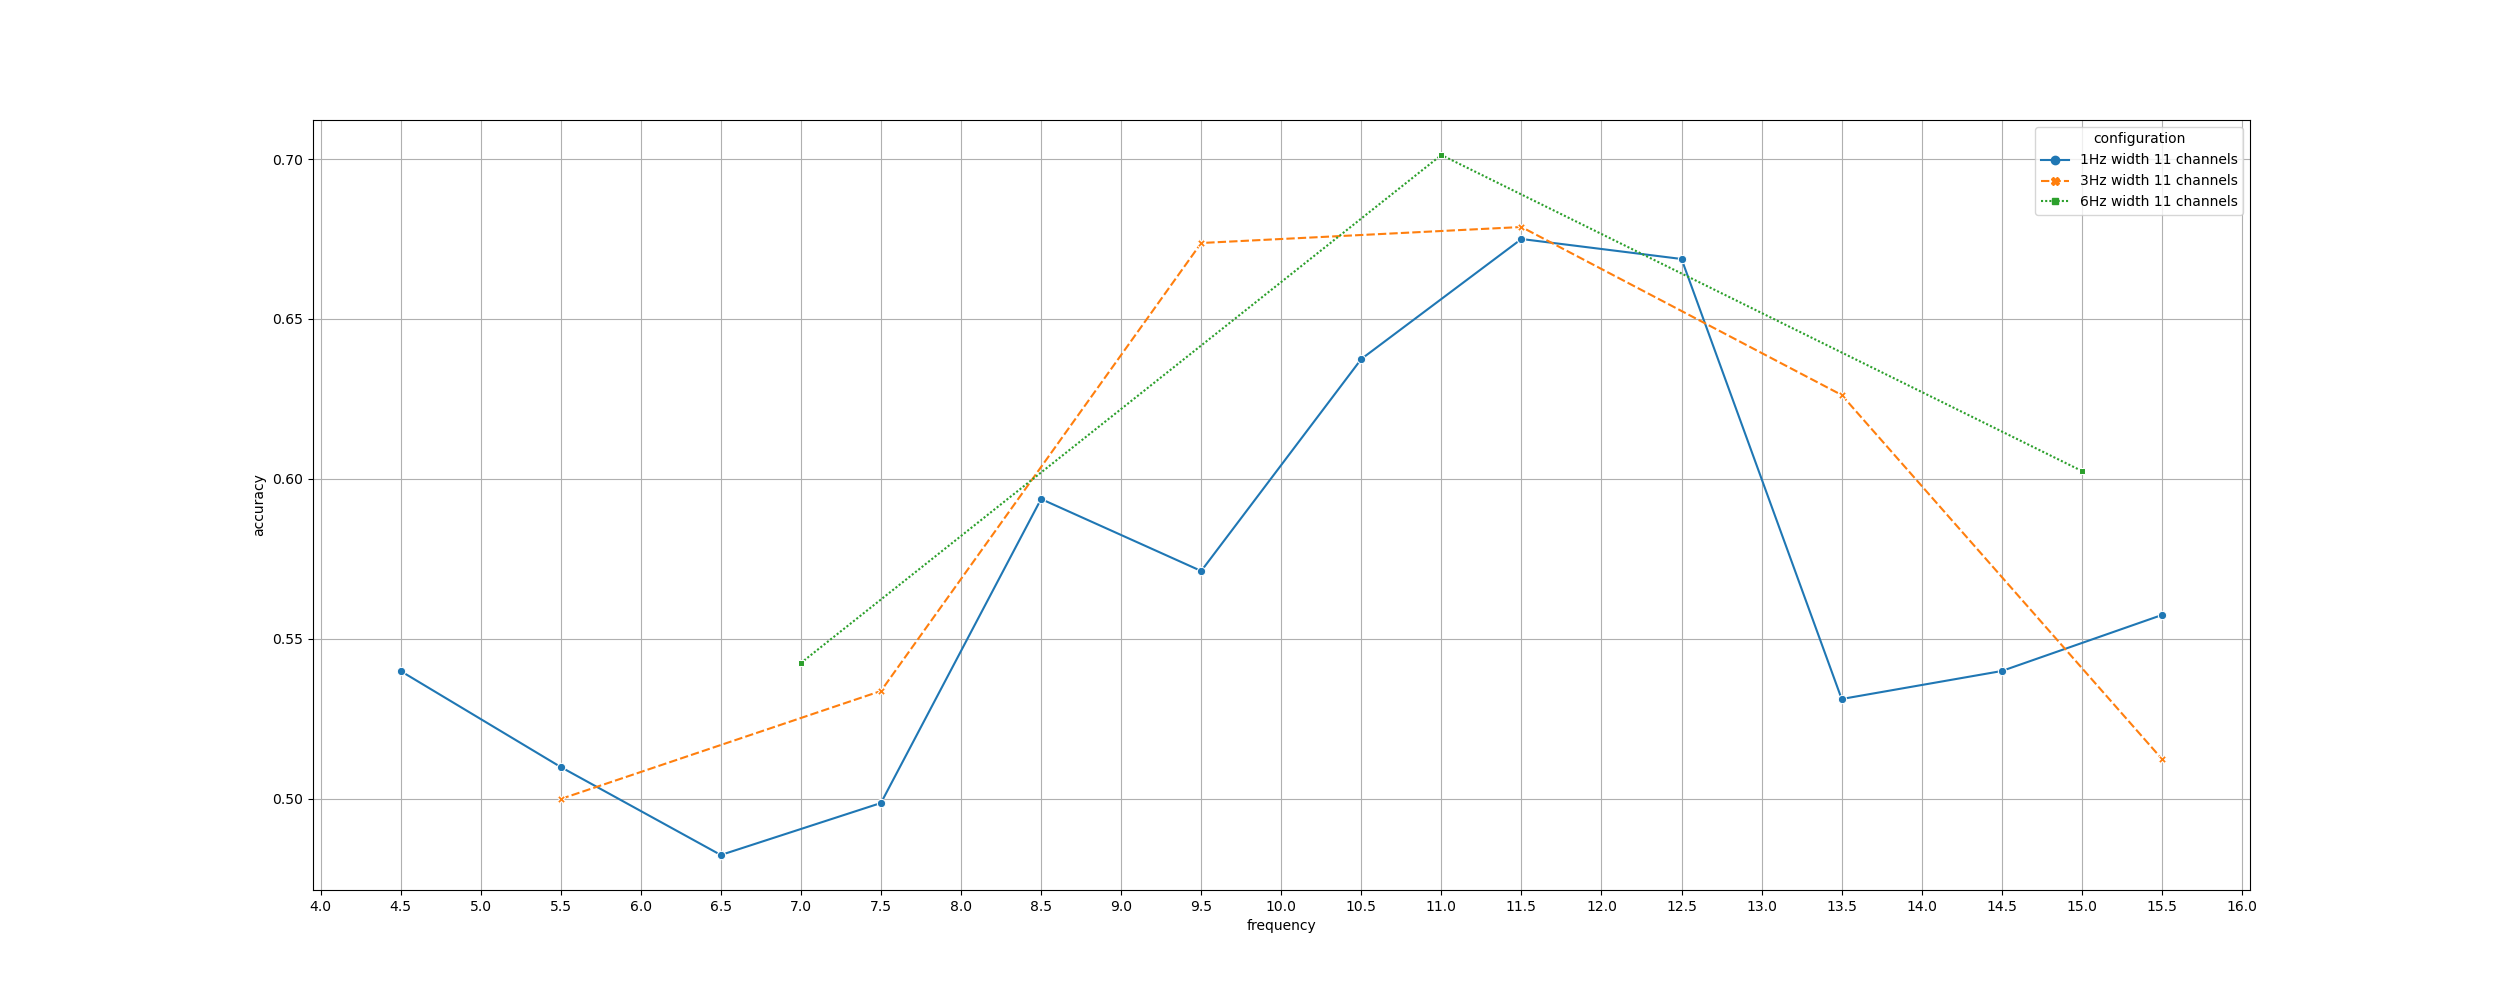 configuration
1Hz width 11 channels
3Hz width 11 channels
6Hz width 11 channels
0.70
0.65
0.60
0.55
0.50
accuracy
4.0 4.5 5.0 5.5 6.0 6.5 7.0 7.5 8.0 8.5 9.0 9.5 10.0 10.5 11.0 11.5 12.0 12.5 13.0 13.5 14.0 14.5 15.0 15.5 16.0
frequency